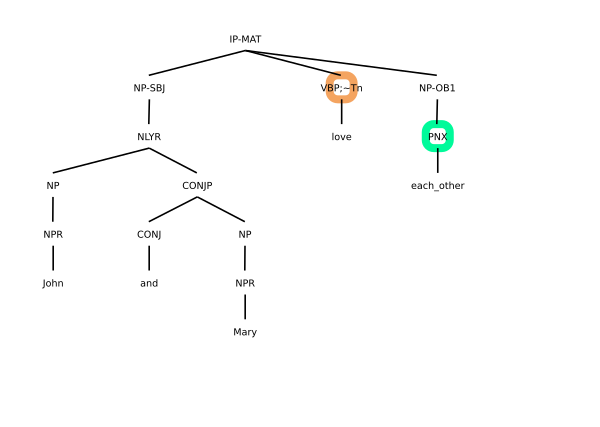 IP-MAT
NP-SBJ VBP;~Tn NP-OB1
NLYR love PNX
NP CONJP each_other
NPR CONJ NP
John and NPR
Mary